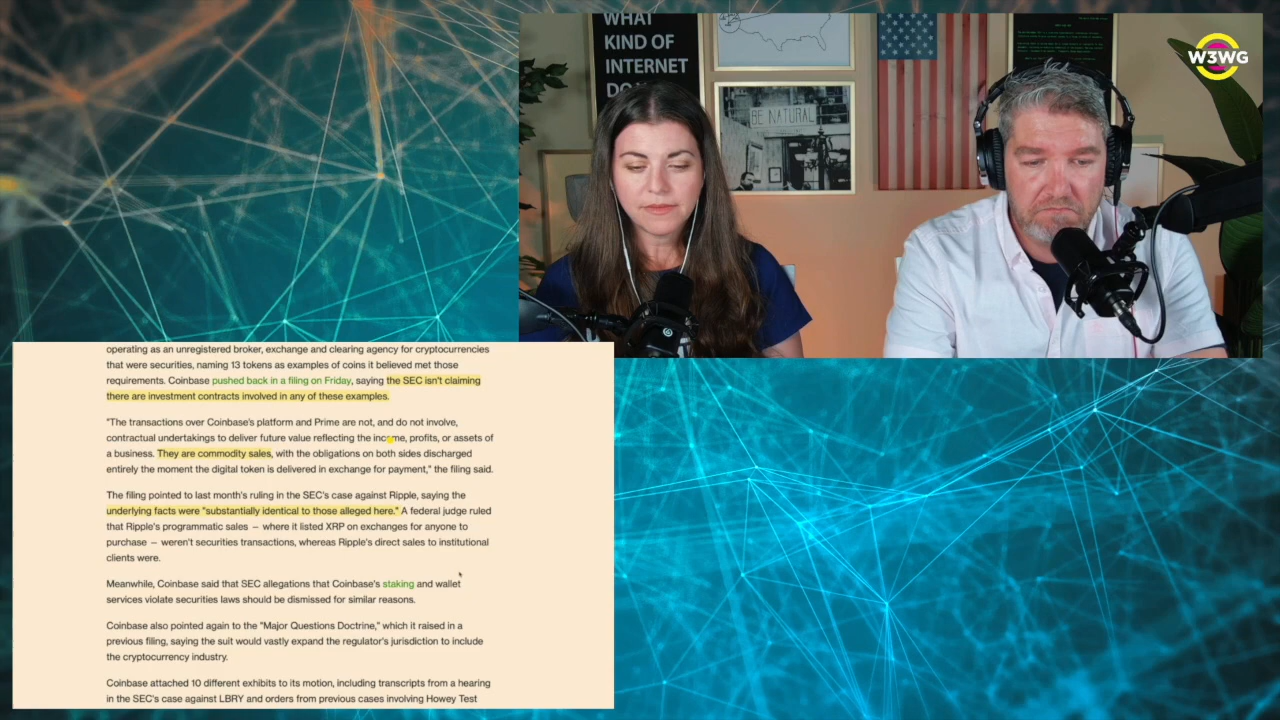 WHAT
KIND OF
INTERNET
BE NATURAL
W3WG
operating as an unregistered broker, exchange and clearing agency for cryptocurrencies
that were securities, naming 13 tokens as examples of coins it believed met those
requirements. Coinbase pushed back in a filing on Friday, saying the SEC isn't claiming
there are investment contracts involved in any of these examples.
"The transactions over Coinbase's platform and Prime are not, and do not involve,
contractual undertakings to deliver future value reflecting the income, profits, or assets of
a business. They are commodity sales, with the obligations on both sides discharged
entirely the moment the digital token is delivered in exchange for payment," the filing said.
The filing pointed to last month's ruling in the SEC's case against Ripple, saying the
underlying facts were "substantially identical to those alleged here." A federal judge ruled
that Ripple's programmatic sales – where it listed XRP on exchanges for anyone to
purchase – weren't securities transactions, whereas Ripple's direct sales to institutional
clients were.
Meanwhile, Coinbase said that SEC allegations that Coinbase's staking and wallet
services violate securities laws should be dismissed for similar reasons.
Coinbase also pointed again to the "Major Questions Doctrine," which it raised in a
previous filing, saying the suit would vastly expand the regulator's jurisdiction to include
the cryptocurrency industry.
Coinbase attached 10 different exhibits to its motion, including transcripts from a hearing
in the SEC's case against LBRY and orders from previous cases involving Howey Test